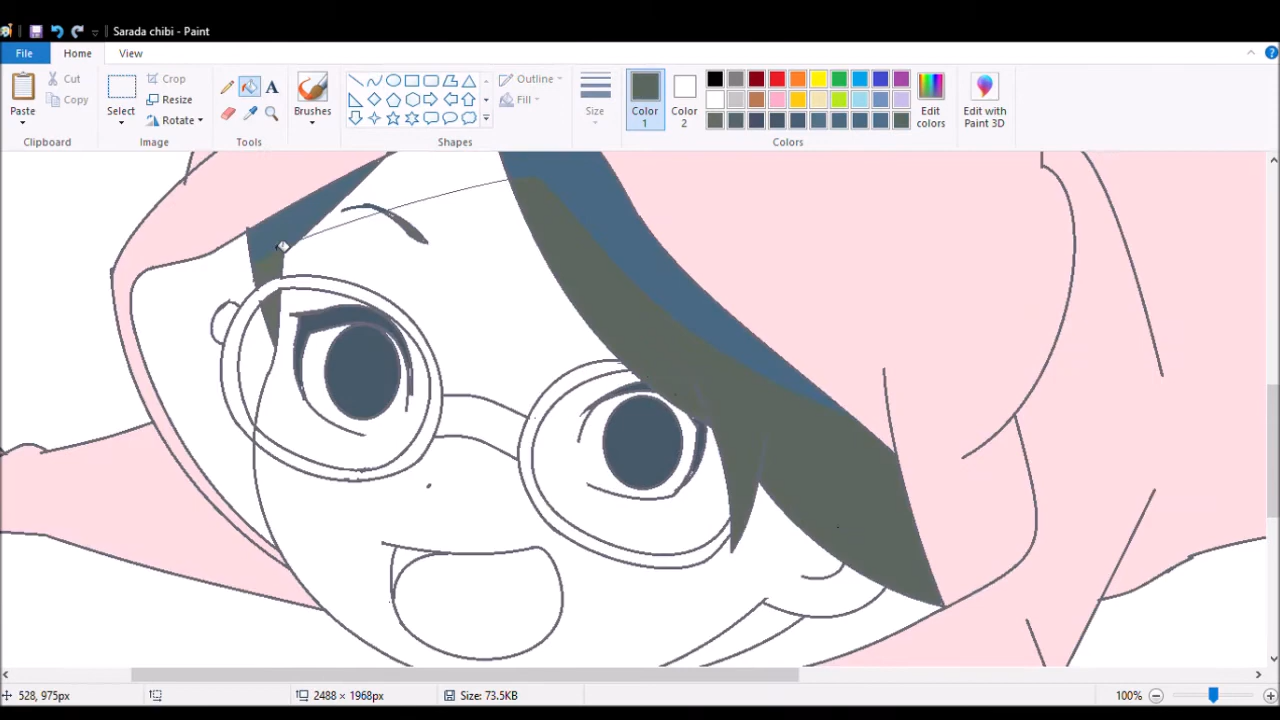 Sarada chibi - Paint
File
Home
View
Paste
Cut
Copy
Clipboard
Select
Crop
Resize
Rotate
Image
A
Tools
Brushes
Shapes
Outline
Fill
Size
Color 1
Color 2
Edit colors
Colors
Edit with Paint 3D
528, 975px
2488 × 1968px
Size: 73.5KB
100%